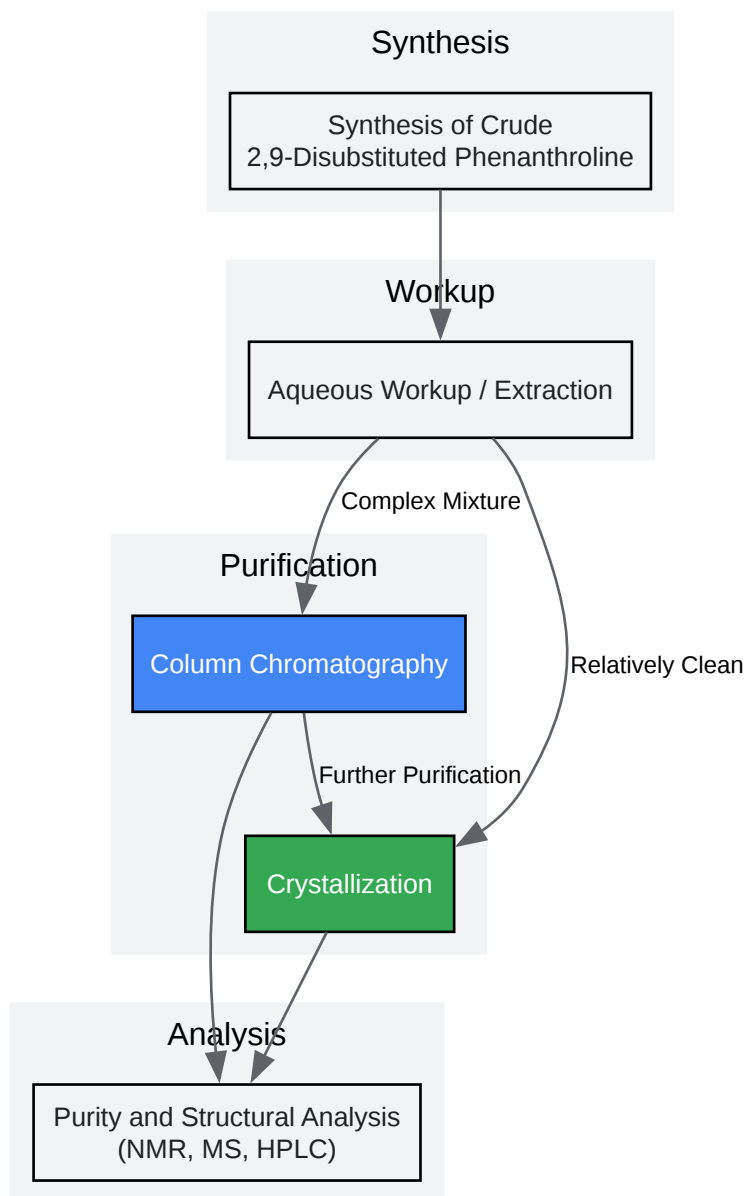 Synthesis
Synthesis of Crude
2,9-Disubstituted Phenanthroline
Workup
Aqueous Workup / Extraction
Complex Mixture
Purification
Column Chromatography
Relatively Clean
Further Purification
Crystallization
Analysis
Purity and Structural Analysis
(NMR, MS, HPLC)